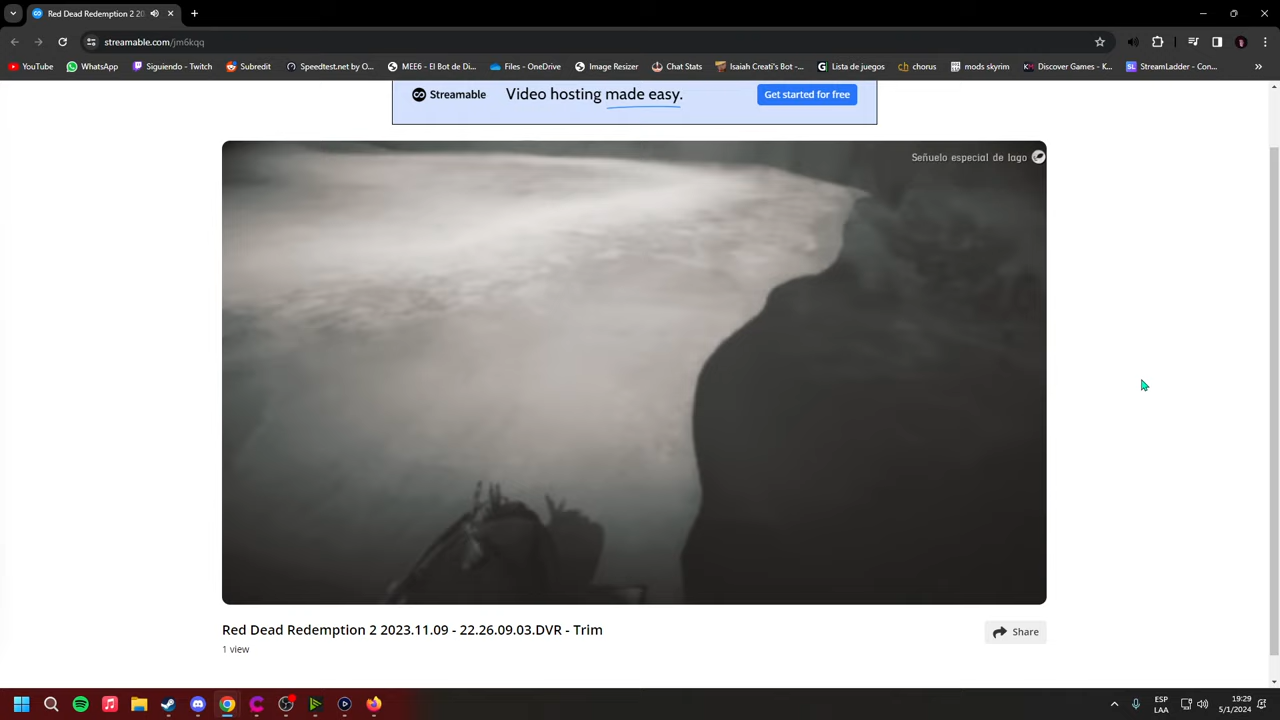 Red Dead Redemption 2 20
streamable.com/jm6kqq
YouTube
WhatsApp
Siguiendo - Twitch
Subredit
Speedtest.net by O...
MEE6 - El Bot de Di...
Files - OneDrive
Image Resizer
Chat Stats
Isaiah Creati's Bot -...
Lista de juegos
chorus
mods skyrim
Discover Games - K...
StreamLadder - Con...
Streamable
Video hosting made easy.
Get started for free
Señuelo especial de lago
Red Dead Redemption 2 2023.11.09 - 22.26.09.03.DVR - Trim
Share
1 view
ESP
LAA
19:29
5/1/2024